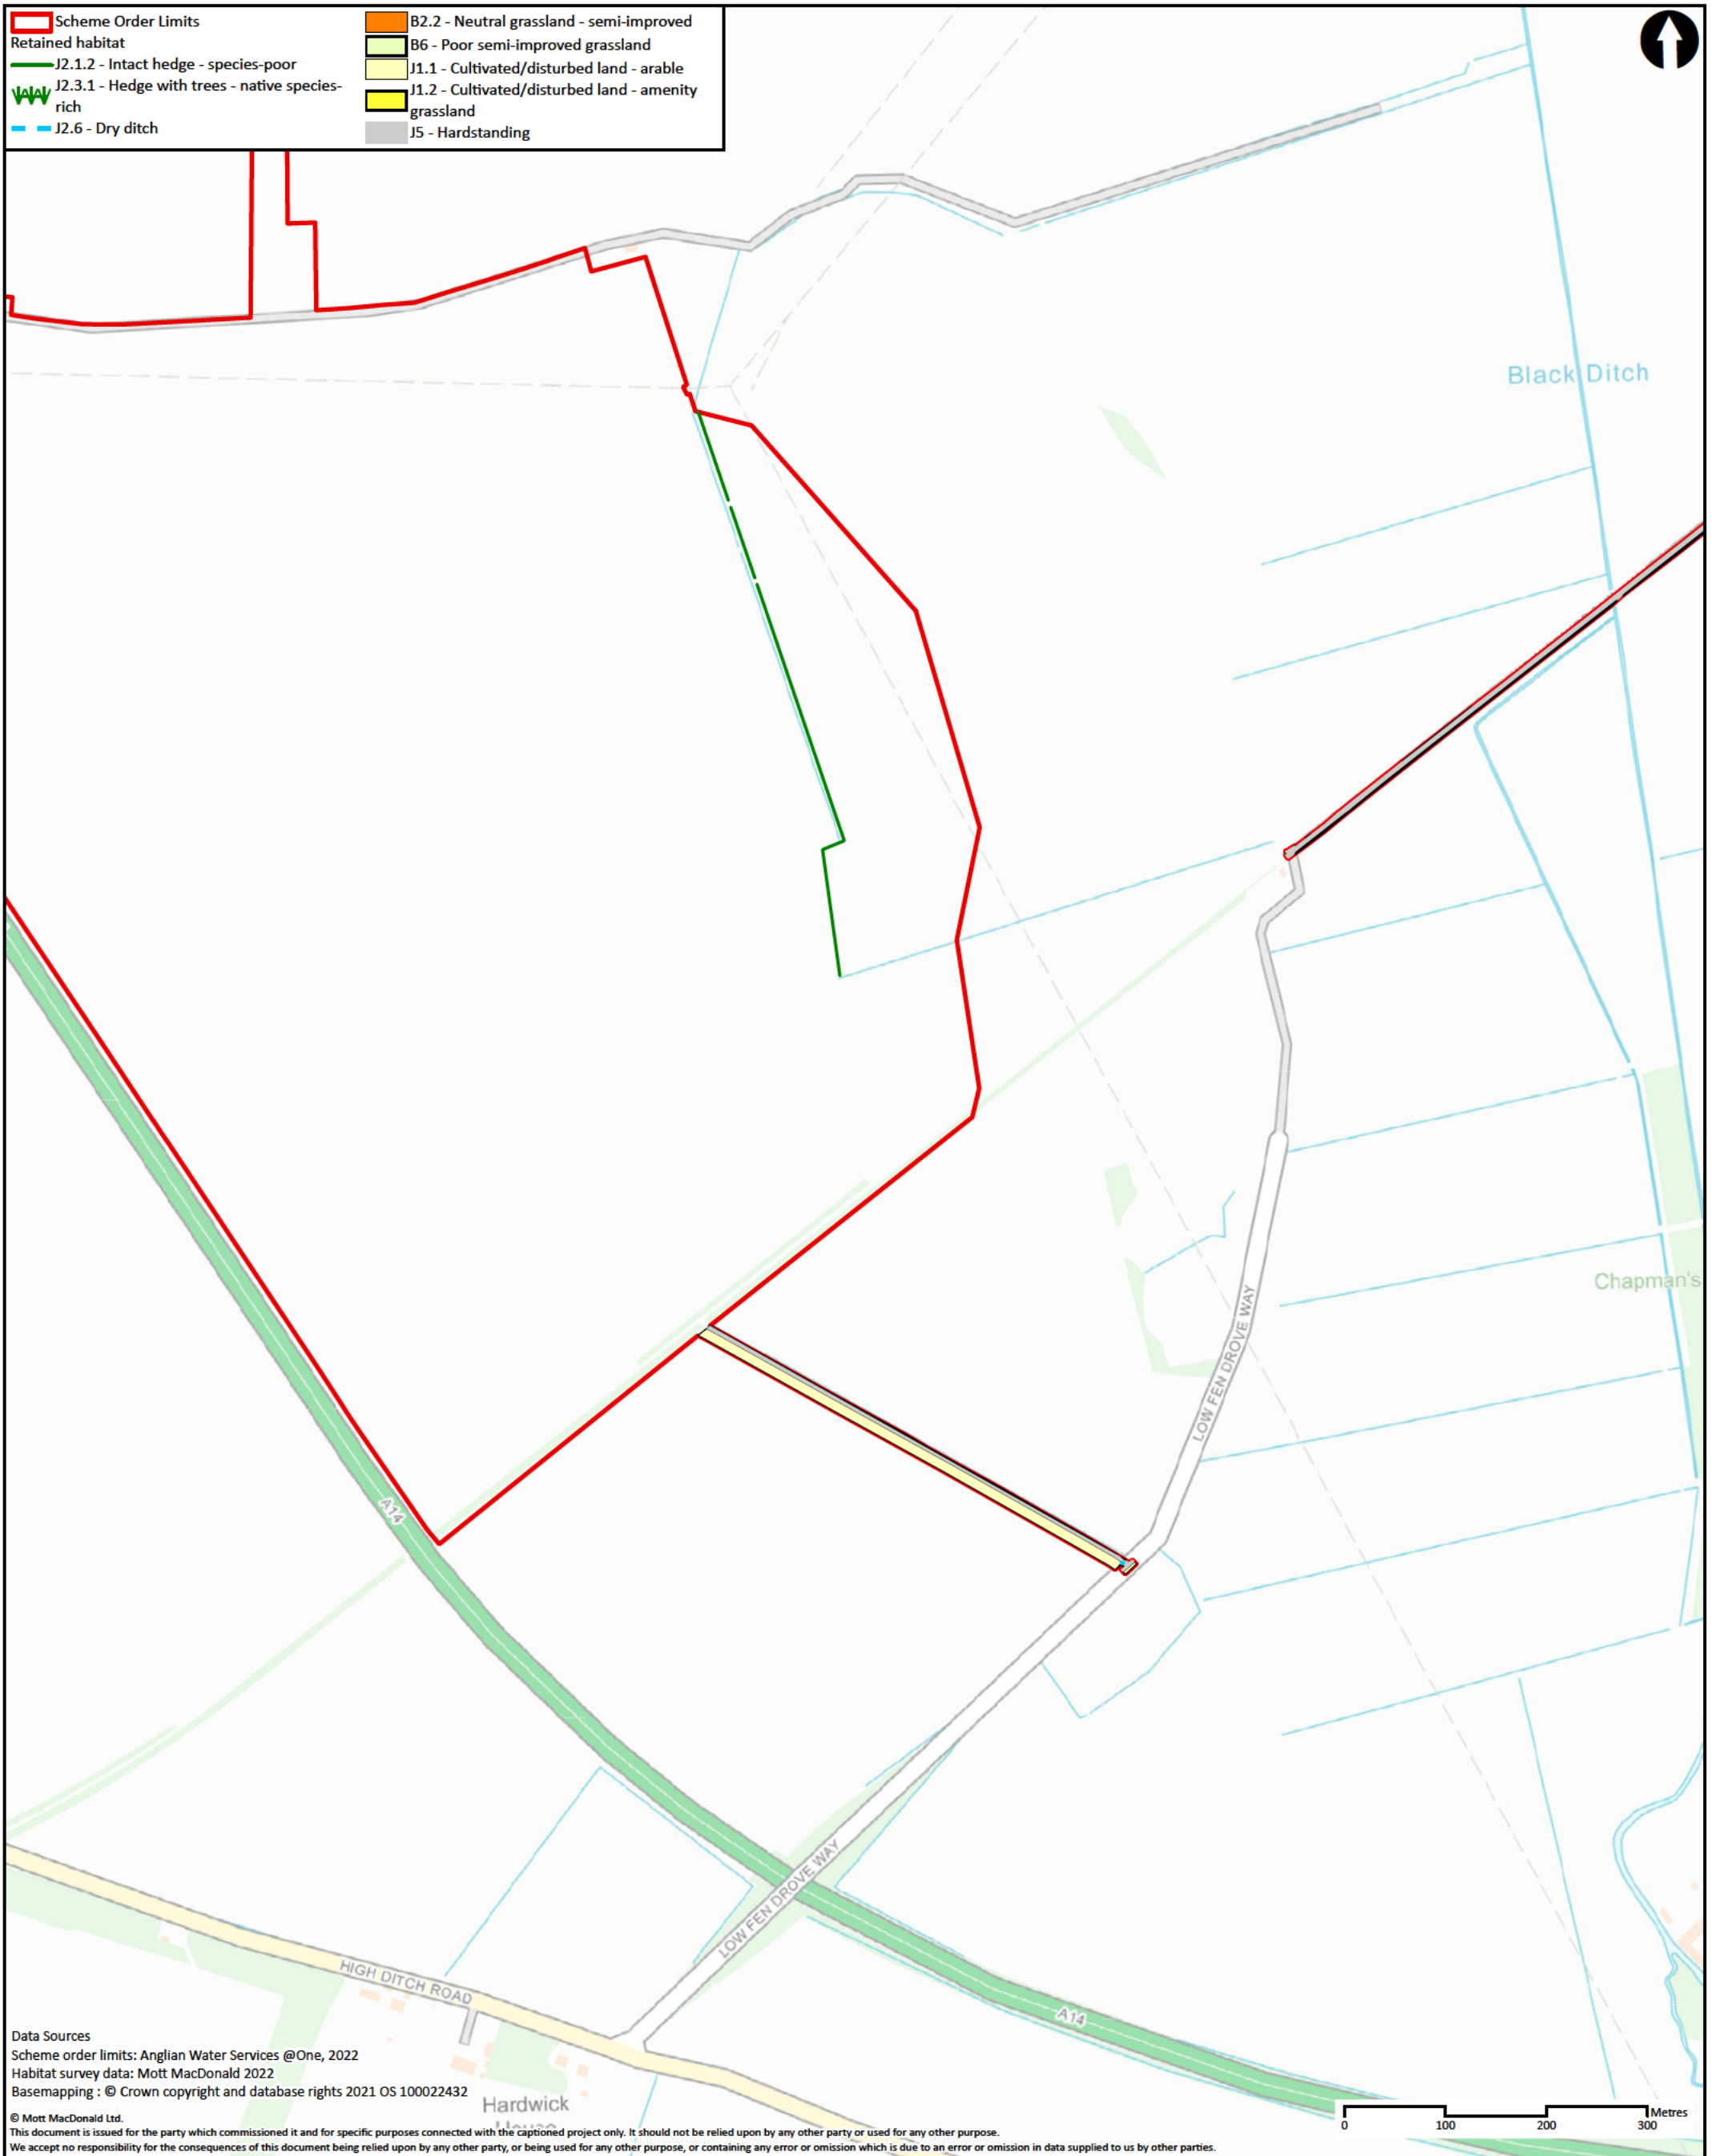 Scheme Order Limits
Retained habitat
J2.1.2 - Intact hedge - species-poor
J2.3.1 - Hedge with trees - native species-
rich
J2.6 - Dry ditch
B2.2 - Neutral grassland - semi-improved
B6 - Poor semi-improved grassland
J1.1 - Cultivated/disturbed land - arable
J1.2 - Cultivated/disturbed land - amenity
grassland
J5 - Hardstanding
Black Ditch
Chapman's
LOW FEN DROVE WAY
A14
LOW FEN DROVE WAY
HIGH DITCH ROAD
A14
Hardwick
House
Data Sources
Scheme order limits: Anglian Water Services @One, 2022
Habitat survey data: Mott MacDonald 2022
Basemapping : © Crown copyright and database rights 2021 OS 100022432
© Mott MacDonald Ltd.
This document is issued for the party which commissioned it and for specific purposes connected with the captioned project only. It should not be relied upon by any other party or used for any other purpose.
We accept no responsibility for the consequences of this document being relied upon by any other party, or being used for any other purpose, or containing any error or omission which is due to an error or omission in data supplied to us by other parties.
Metres
0 100 200 300